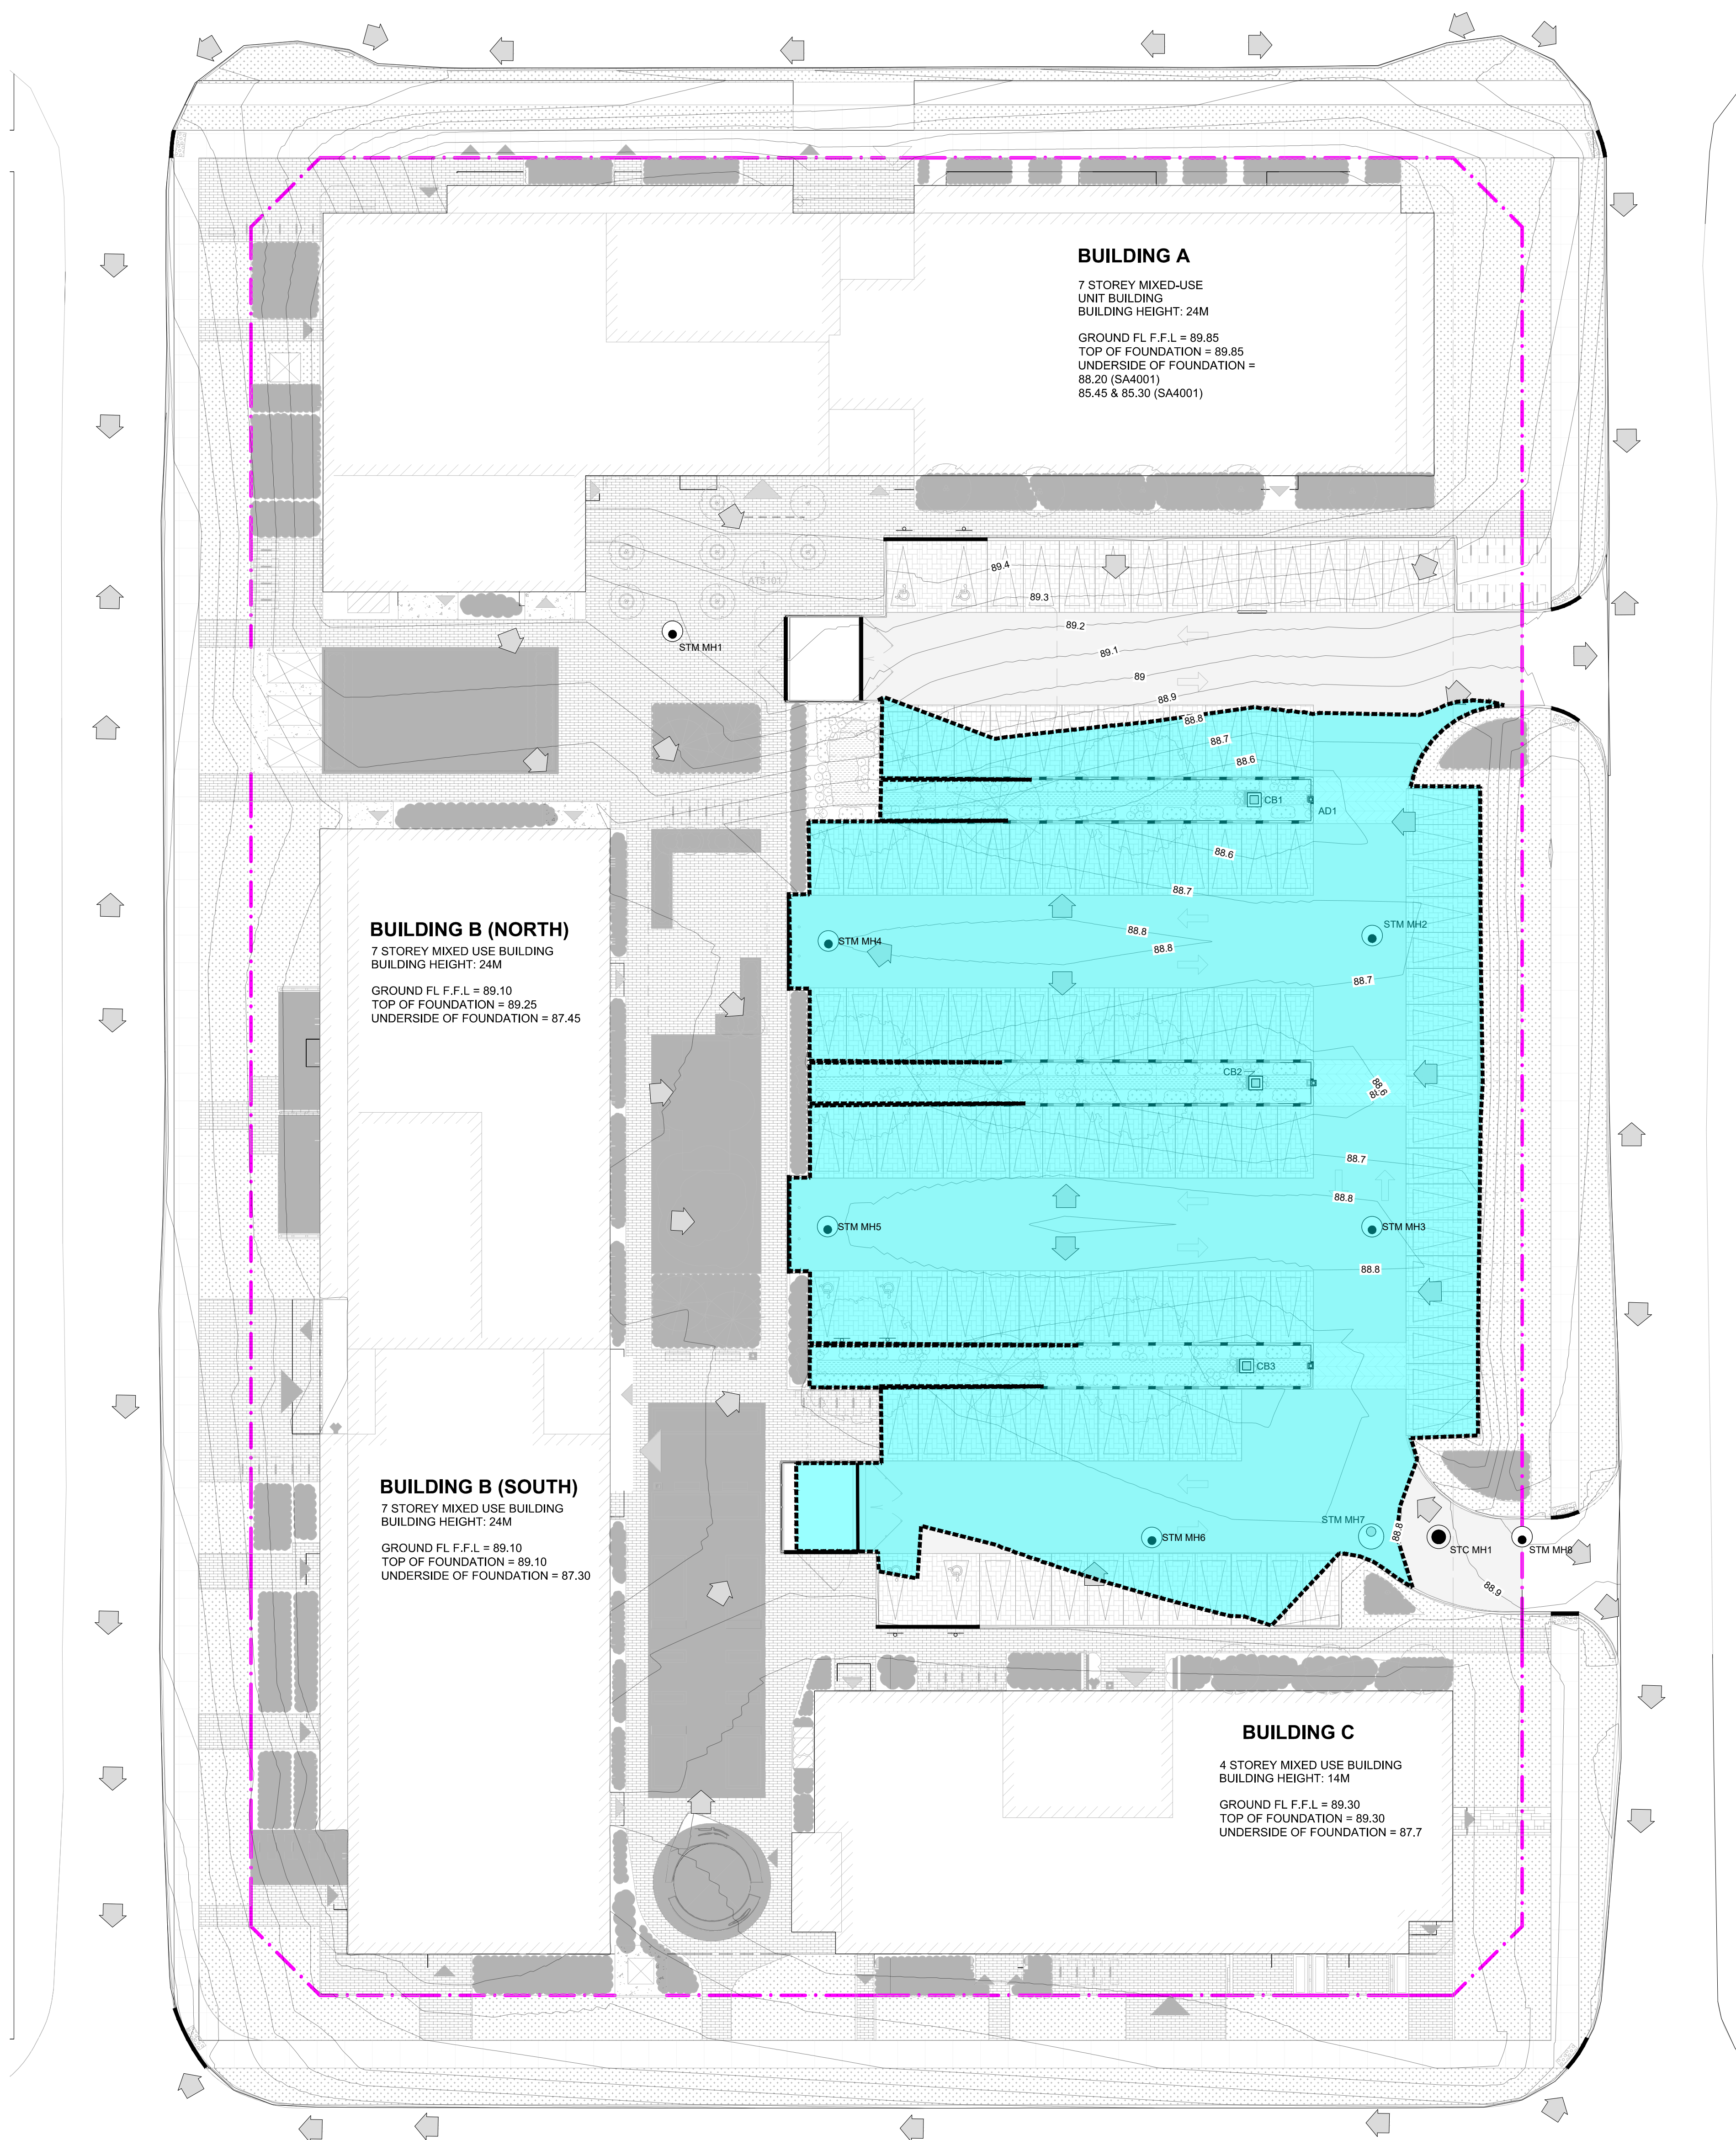 BUILDING A
7 STOREY MIXED-USE
UNIT BUILDING
BUILDING HEIGHT: 24M
GROUND FL F.F.L = 89.85
TOP OF FOUNDATION = 89.85
UNDERSIDE OF FOUNDATION =
88.20 (SA4001)
85.45 & 85.30 (SA4001)
1
AT5101
89.4
89.3
89.2
STM MH1
89.1
89
88.9
88.8
88.7
88.6
CB1
AD1
88.6
88.7
BUILDING B (NORTH)
7 STOREY MIXED USE BUILDING
BUILDING HEIGHT: 24M
GROUND FL F.F.L = 89.10
TOP OF FOUNDATION = 89.25
UNDERSIDE OF FOUNDATION = 87.45
STM MH2
88.8
STM MH4
88.8
88.7
CB2
88.6
88.7
88.8
STM MH5
STM MH3
88.8
CB3
BUILDING B (SOUTH)
7 STOREY MIXED USE BUILDING
BUILDING HEIGHT: 24M
GROUND FL F.F.L = 89.10
TOP OF FOUNDATION = 89.10
UNDERSIDE OF FOUNDATION = 87.30
STM MH7
88.8
STM MH6
STC MH1
STM MH8
88.9
BUILDING C
4 STOREY MIXED USE BUILDING
BUILDING HEIGHT: 14M
GROUND FL F.F.L = 89.30
TOP OF FOUNDATION = 89.30
UNDERSIDE OF FOUNDATION = 87.7